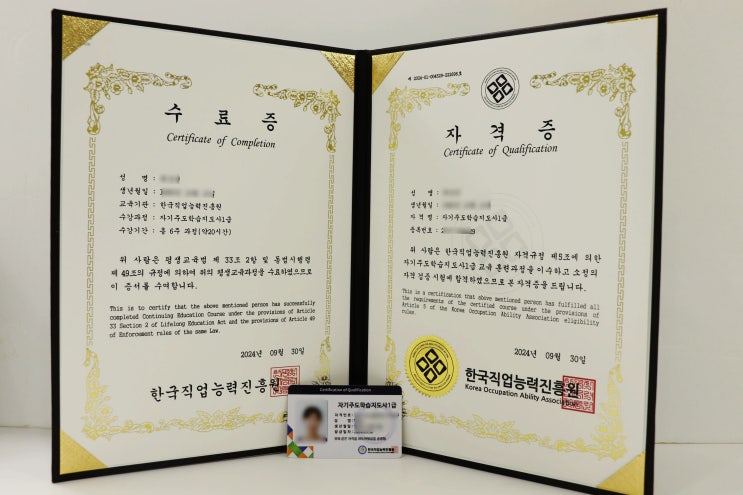 수 료 증
Certificate of Completion
성 명 :
생년월일 :
교육기관 : 한국직업능력진흥원
수강과정 : 자기주도학습지도사1급
수강기간 : 총 6주 과정(약20시간)
위 사람은 평생교육법 제 33조 2항 및 동법시행령
제 49조의 규정에 의하여 위의 평생교육과정을 수료하였으므로
이 증서를 수여합니다.
This is to certify that the above mentioned person has successfully
completed Continuing Education Course under the provisions of Article
33 Section 2 of Lifelong Education Act and the provisions of Article 49
of Enforcement rules of the same Law.
2024년 09월 30일
한국직업능력진흥원
자 격 증
Certificate of Qualification
성 명 :
생년월일 :
자 격 명 : 자기주도학습지도사1급
등록번호 :
위 사람은 한국직업능력진흥원 자격규정 제5조에 의한
자기주도학습지도사1급 교육 훈련과정을 이수하고 소정의
자격 검증 시험에 합격하였으므로 본 자격증을 드립니다.
This is a certification that above mentioned person has fulfilled all
the requirements of the certified course under the provisions of
Article 5 of the Korea Occupation Ability Association eligibility
rules.
2024년 09월 30일
한국직업능력진흥원
Korea Occupation Ability Association
Certification of Qualification
자기주도학습지도사1급
한국직업능력진흥원